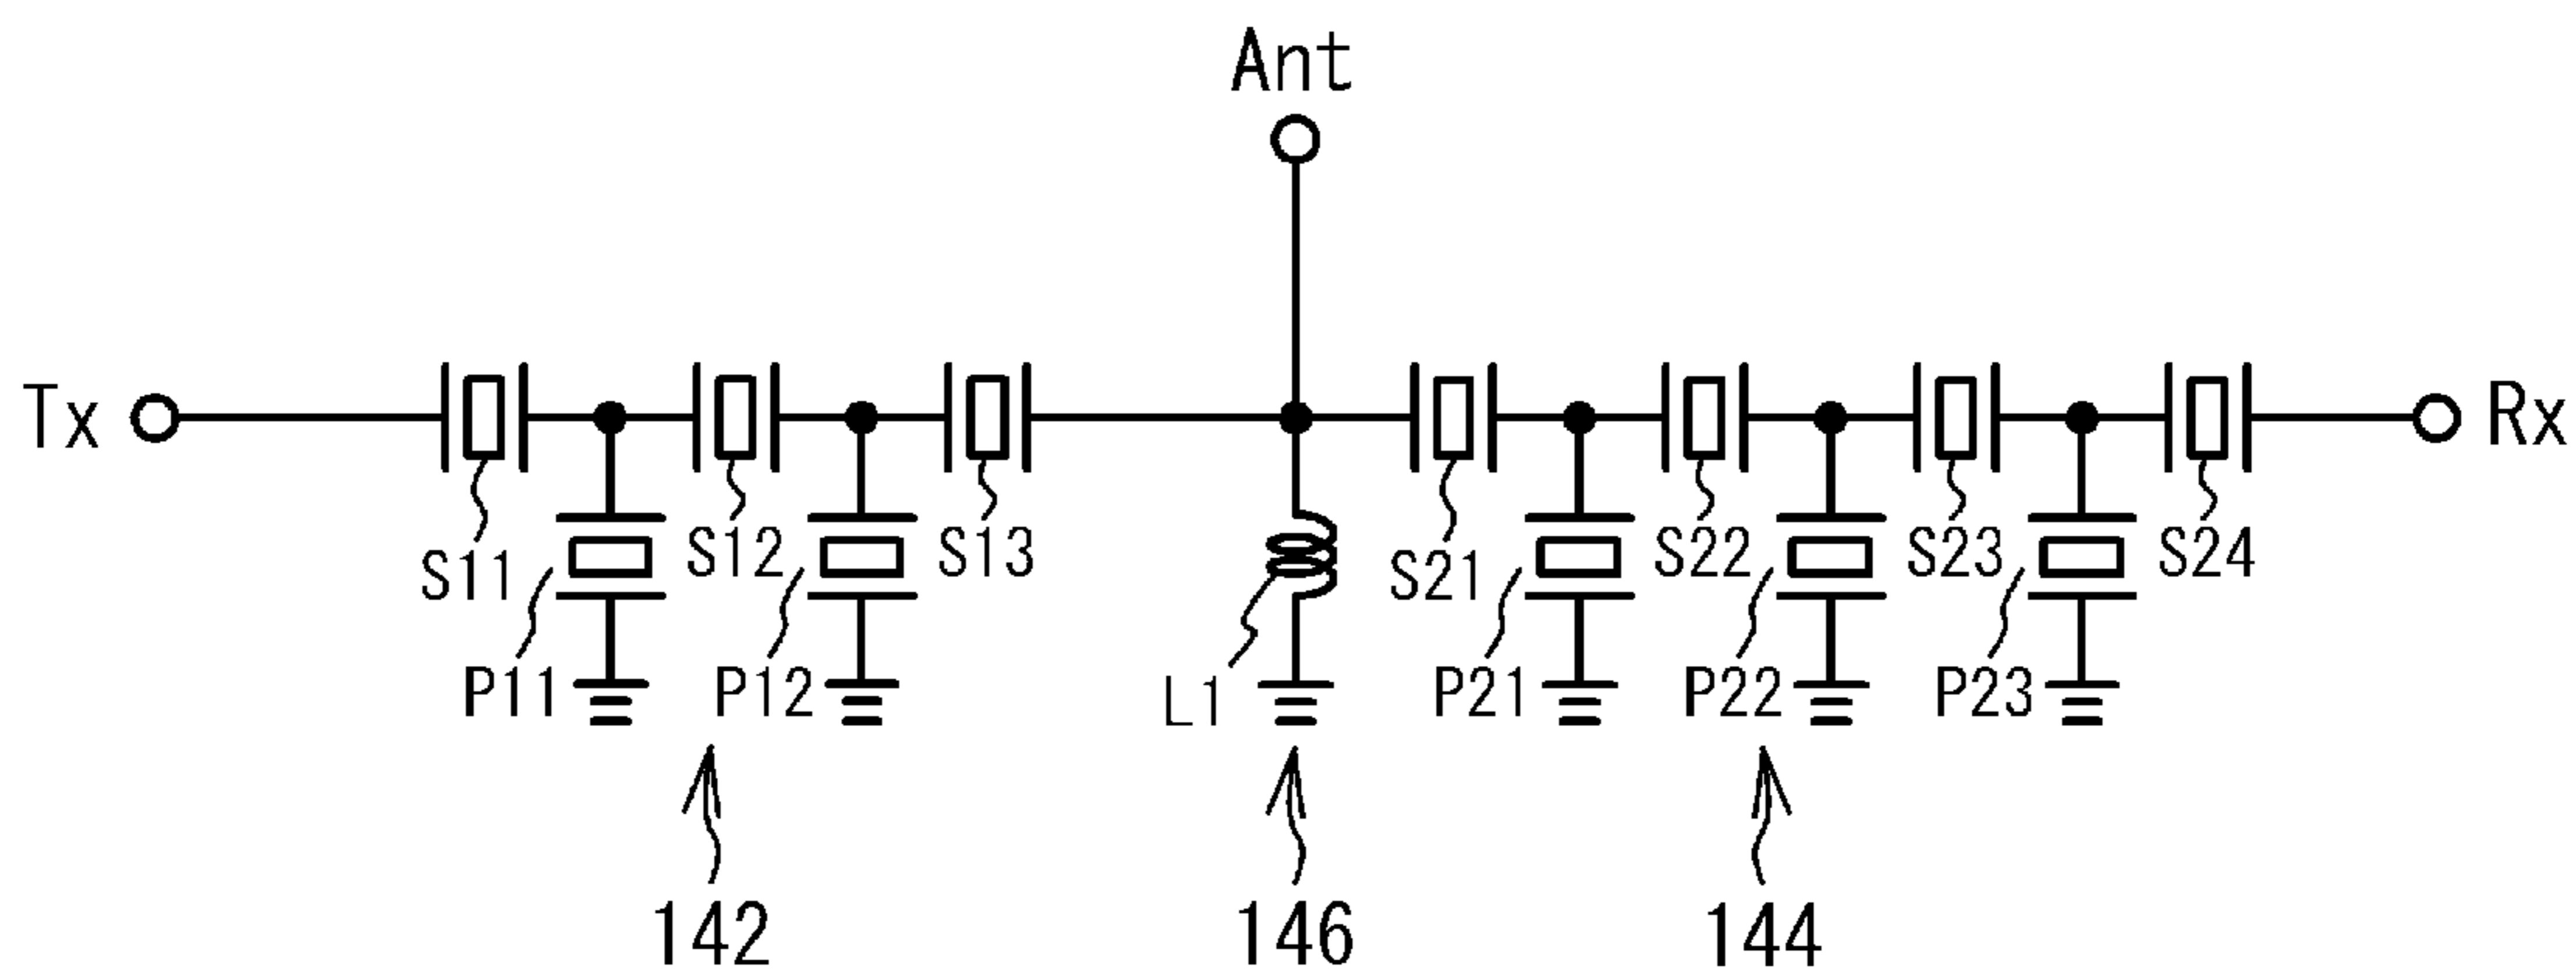 Ant
Tx Rx
S11 S12 S13 S21 S22 S23 S24
P11 P12 L1 P21 P22 P23
142 146 144